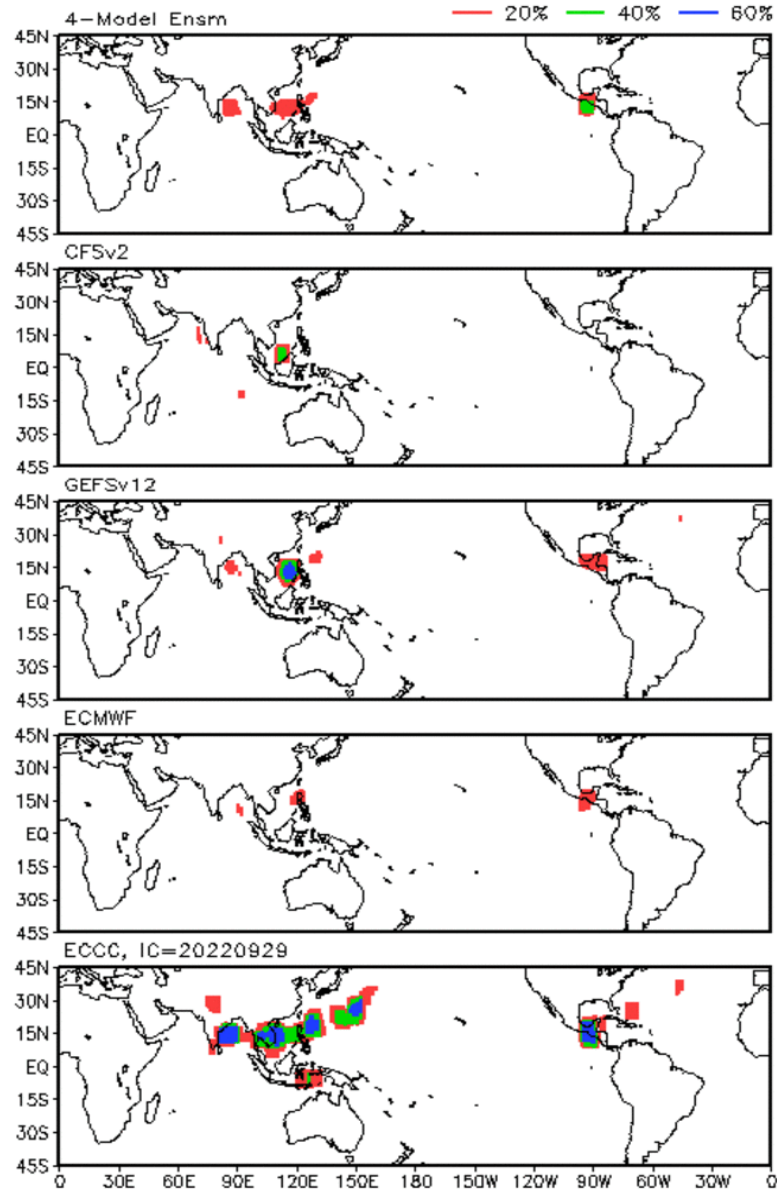 4-Model Ensm 20% 40% 60%
45N
30N
15N
EQ
15S
30S
45S
CFSv2
45N
30N
15N
EQ
15S
30S
45S
GEFSv12
45N
30N
15N
EQ
15S
30S
45S
ECMWF
45N
30N
15N
EQ
15S
30S
45S
ECCC, IC=20220929
45N
30N
15N
EQ
15S
30S
45S
0 30E 60E 90E 120E 150E 180 150W 120W 90W 60W 30W 0